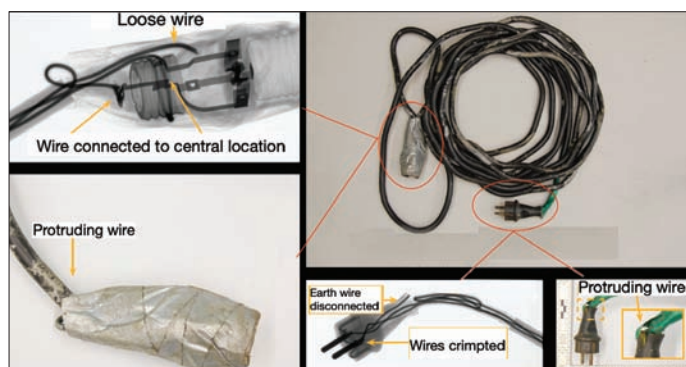 Loose wire
Wire connected to central location
Protruding wire
Earth wire
disconnected
Wires crimpted
Protruding wire